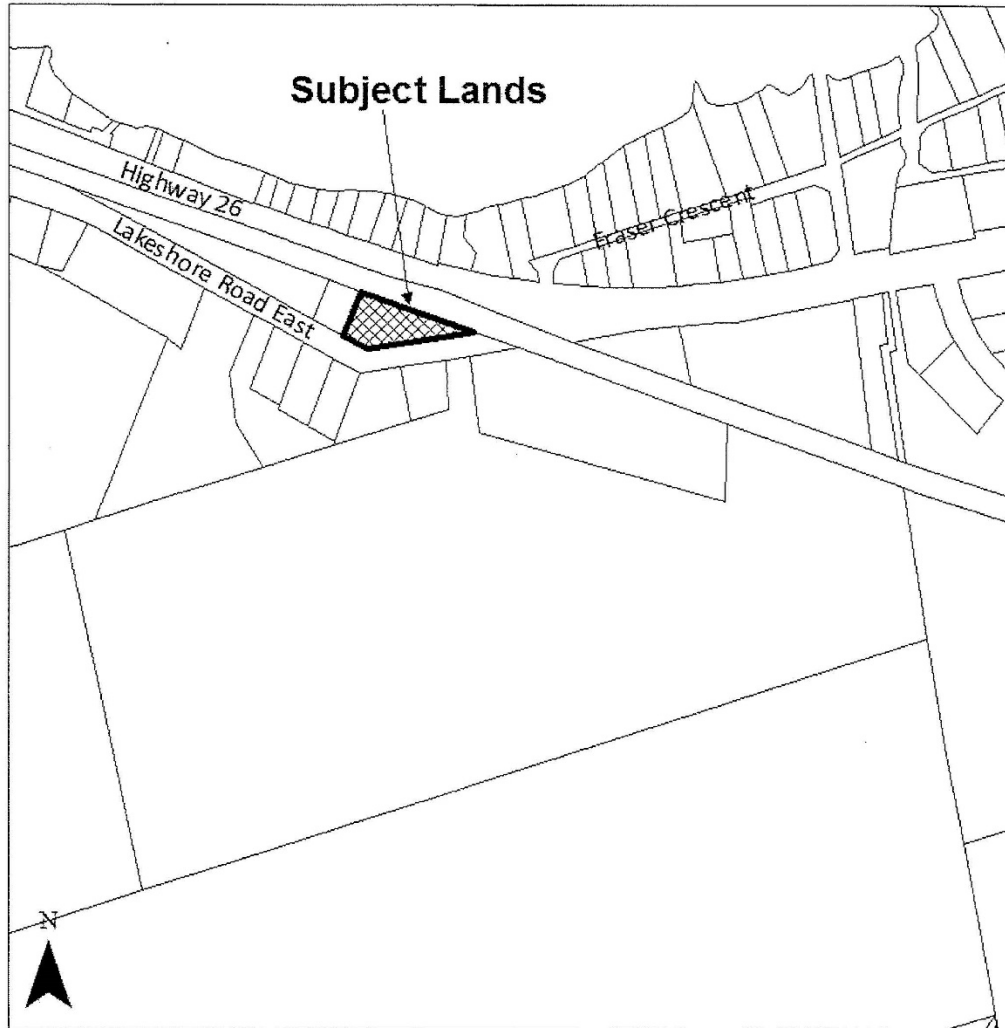 Subject Lands
Highway 26
Fraser Crescent
Lakeshore Road East
N